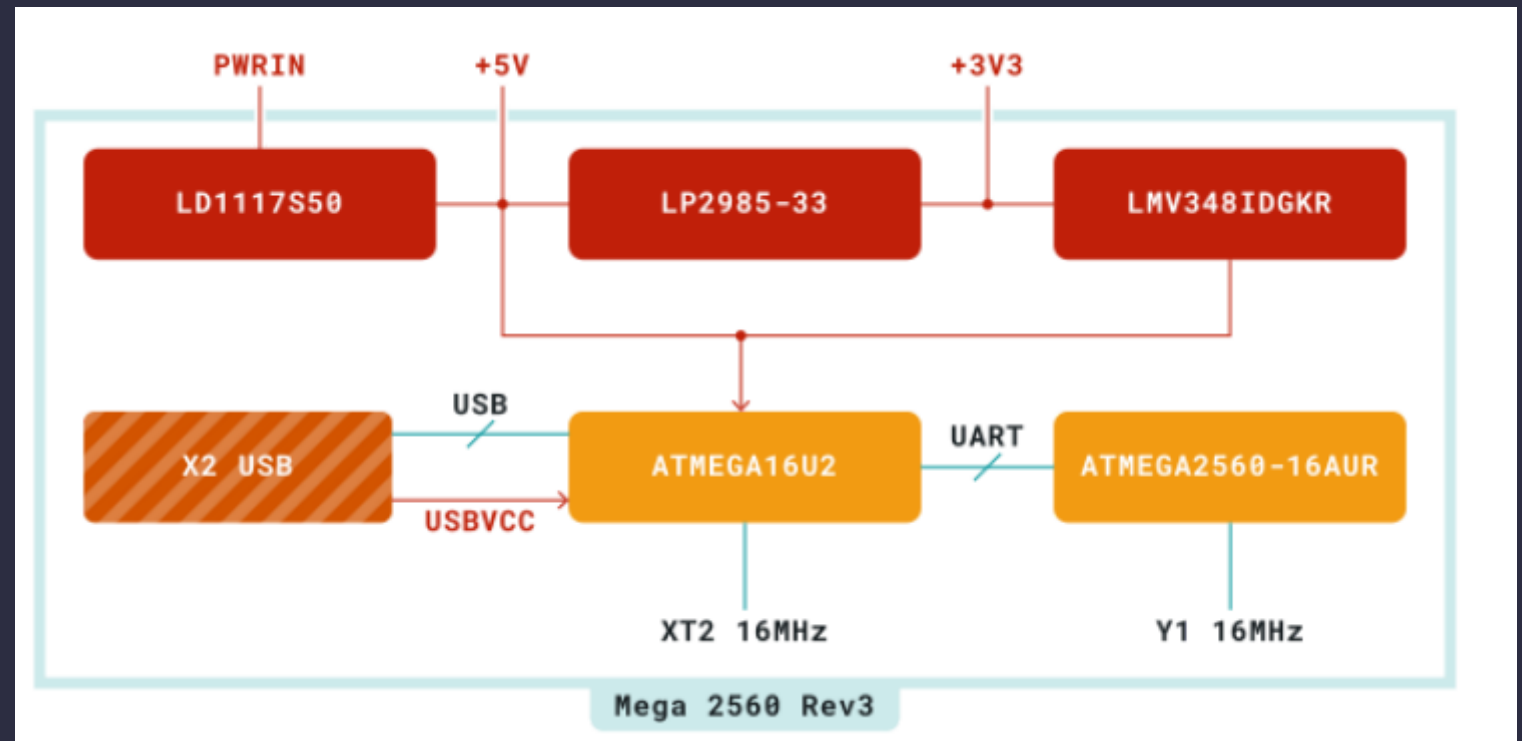 PWRIN
+5V
+3V3
LD1117S50
LP2985-33
LMV348IDGKR
USB
UART
X2 USB
ATMEGA16U2
ATMEGA2560-16AUR
USBVCC
XT2 16MHz
Y1 16MHz
Mega 2560 Rev3